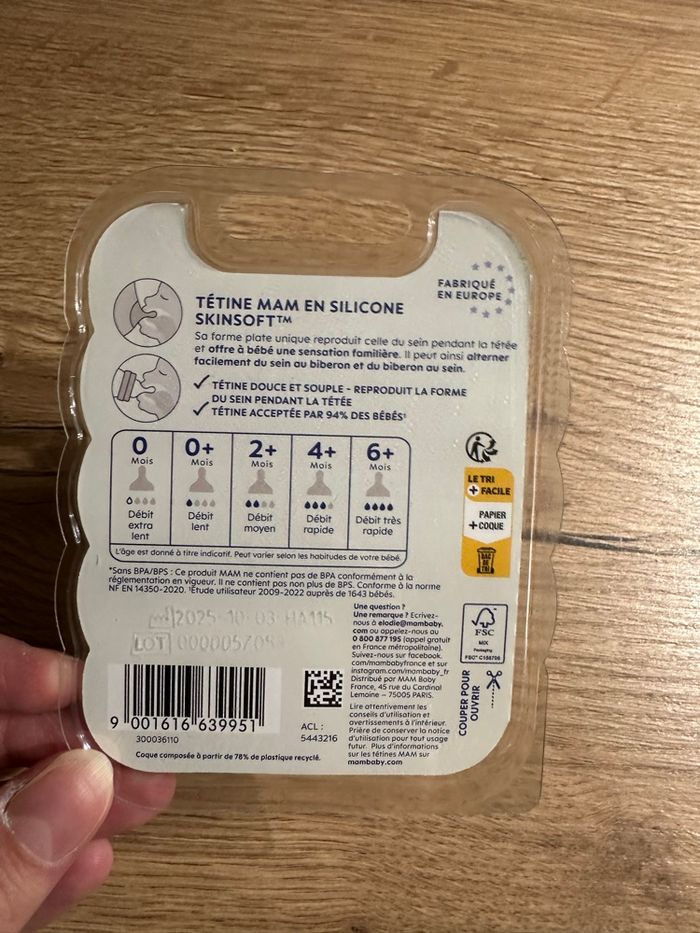 FABRIQUÉ
EN EUROPE
TÉTINE MAM EN SILICONE
SKINSOFT™
Sa forme plate unique reproduit celle du sein pendant la tétée
et offre à bébé une sensation familière. Il peut ainsi alterner
facilement du sein au biberon et du biberon au sein.
TÉTINE DOUCE ET SOUPLE - REPRODUIT LA FORME
DU SEIN PENDANT LA TÉTÉE
TÉTINE ACCEPTÉE PAR 94% DES BÉBÉS¹
0
Mois
Débit
extra
lent
0+
Mois
Débit
lent
2+
Mois
Débit
moyen
4+
Mois
Débit
rapide
6+
Mois
Débit très
rapide
L'âge est donné à titre indicatif. Peut varier selon les habitudes de votre bébé.
LE TRI
+ FACILE
PAPIER
+COQUE
BAC
DE
TRI
*Sans BPA/BPS : Ce produit MAM ne contient pas de BPA conformément à la
réglementation en vigueur. Il ne contient pas non plus de BPS. Conforme à la norme
NF EN 14350-2020. ¹Étude utilisateur 2009-2022 auprès de 1643 bébés.
2025-10-03 HA115
LOT
Une question ?
Une remarque ? Ecrivez-
nous à elodie@mambaby.
com ou appelez-nous au
0 800 877 195 (appel gratuit
en France métropolitaine).
Suivez-nous sur facebook.
com/mambabyfrance et sur
instagram.com/mambaby_fr
Distribué par MAM Baby
France, 45 rue du Cardinal
Lemoine – 75005 PARIS.
Lire attentivement les
conseils d'utilisation et
avertissements à l'intérieur.
Prière de conserver la notice
d'utilisation pour tout usage
futur. Plus d'informations
sur les tétines MAM sur
mambaby.com
FSC
MIX
Packaging
FSC® C158706
COUPER POUR
OUVRIR
9 001616 639951
300036110
ACL :
5443216
Coque composée à partir de 78% de plastique recyclé.